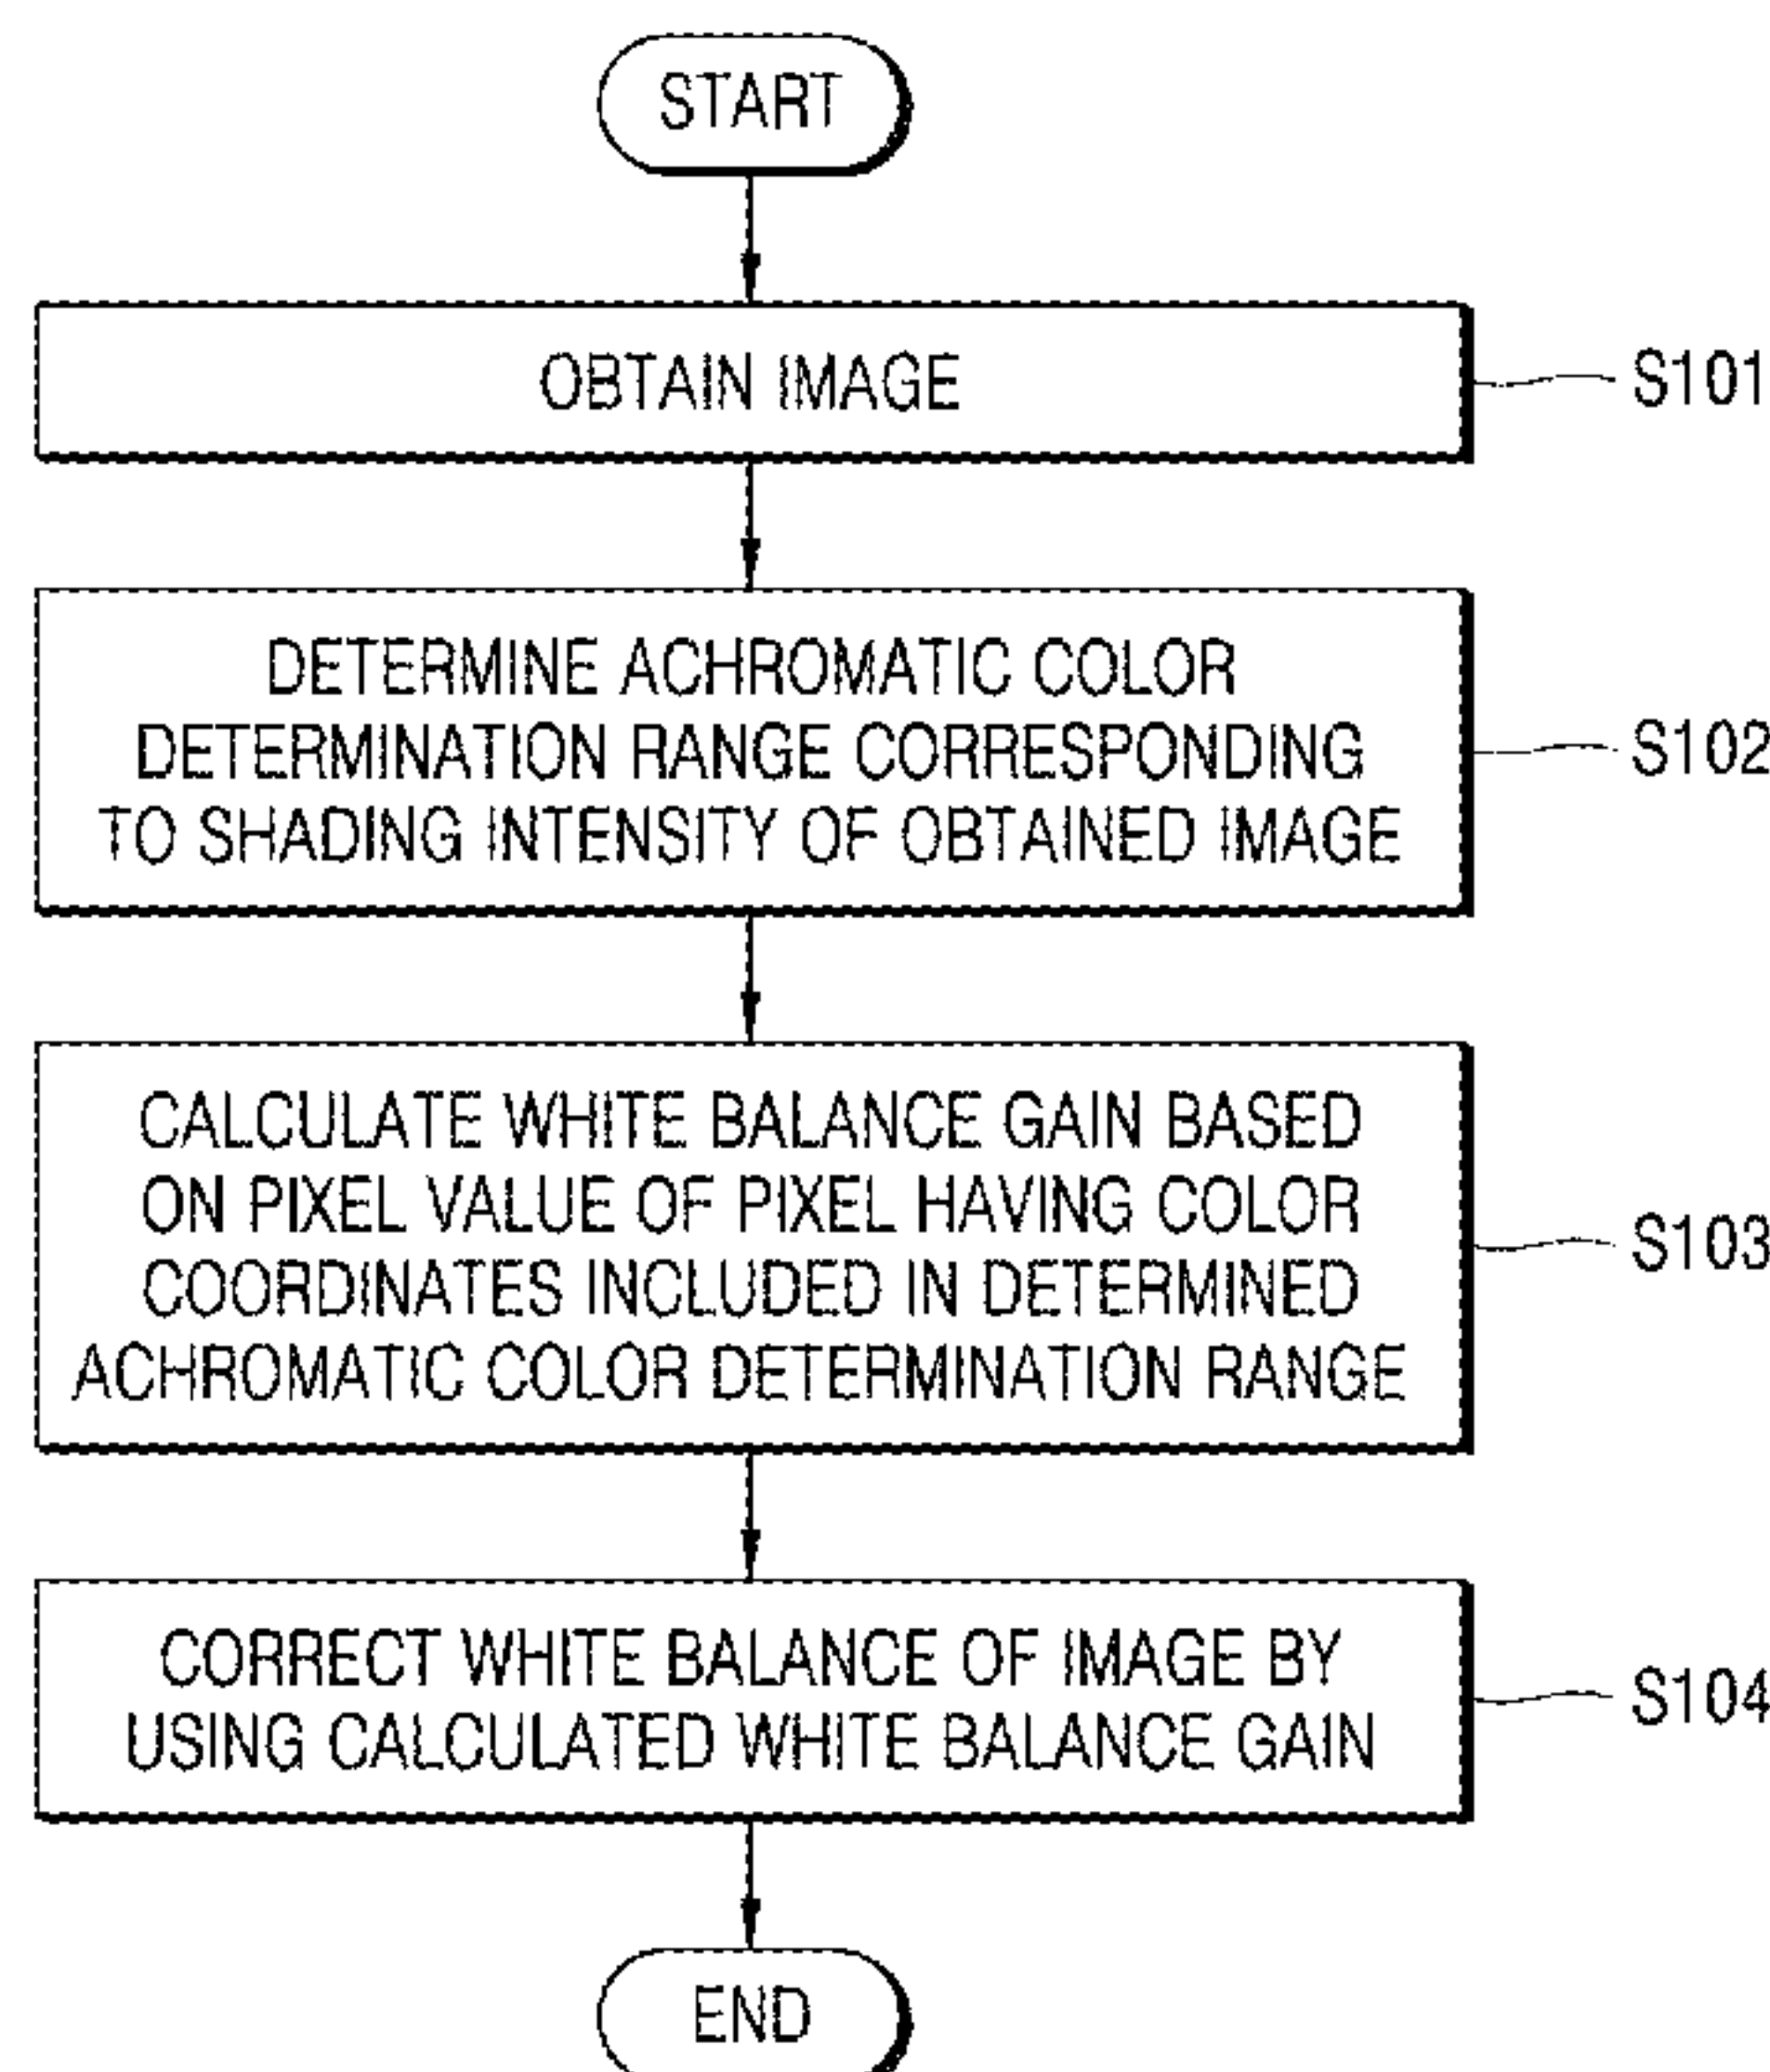 START
OBTAIN IMAGE
S101
DETERMINE ACHROMATIC COLOR
DETERMINATION RANGE CORRESPONDING
TO SHADING INTENSITY OF OBTAINED IMAGE
S102
CALCULATE WHITE BALANCE GAIN BASED
ON PIXEL VALUE OF PIXEL HAVING COLOR
COORDINATES INCLUDED IN DETERMINED
ACHROMATIC COLOR DETERMINATION RANGE
S103
CORRECT WHITE BALANCE OF IMAGE BY
USING CALCULATED WHITE BALANCE GAIN
S104
END